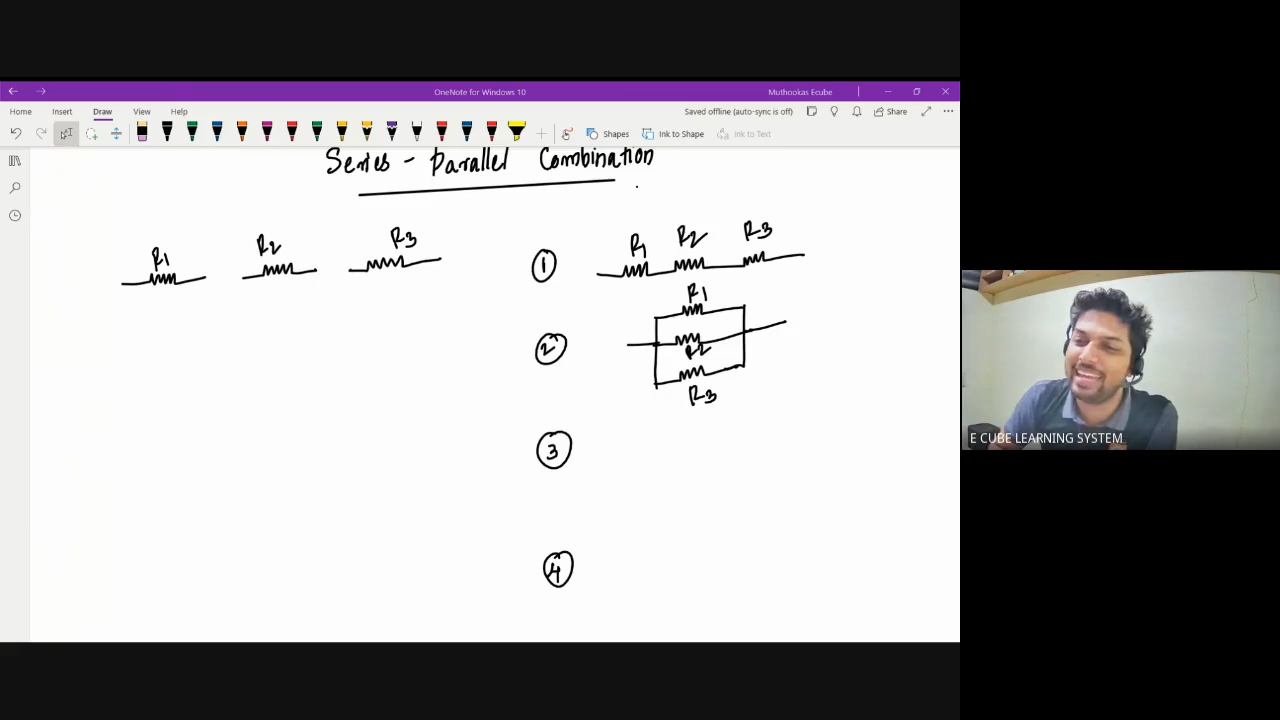 OneNote for Windows 10
Muthookas Ecube
Home Insert Draw View Help
Saved offline (auto-sync is off)
Share
Shapes
Ink to Shape
Ink to Text
Series - Parallel Combination
R1 R2 R3
1 R1 R2 R3
2 R1
R2
R3
3
4
E CUBE LEARNING SYSTEM